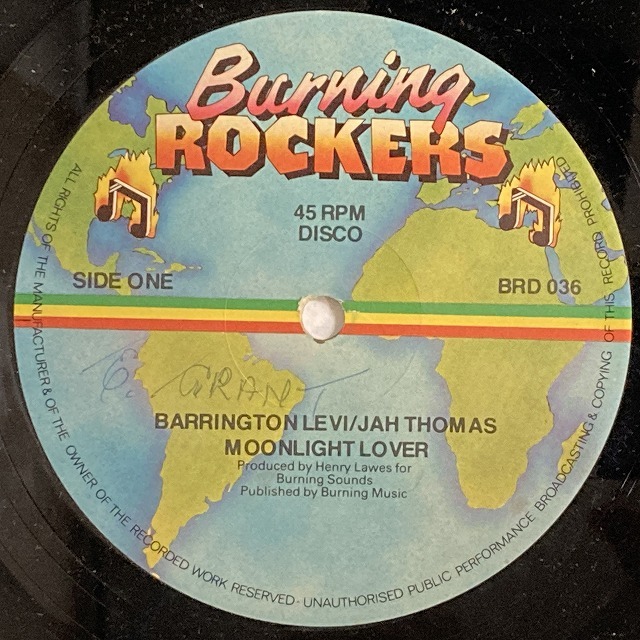 Burning
ROCKERS
45 RPM
DISCO
SIDE ONE
BRD 036
E. GRANT
BARRINGTON LEVI/JAH THOMAS
MOONLIGHT LOVER
Produced by Henry Lawes for
Burning Sounds
Published by Burning Music
ALL RIGHTS OF THE MANUFACTURER & OF THE OWNER OF THE RECORDED WORK RESERVED · UNAUTHORISED PUBLIC PERFORMANCE BROADCASTING & COPYING OF THIS RECORD PROHIBITED